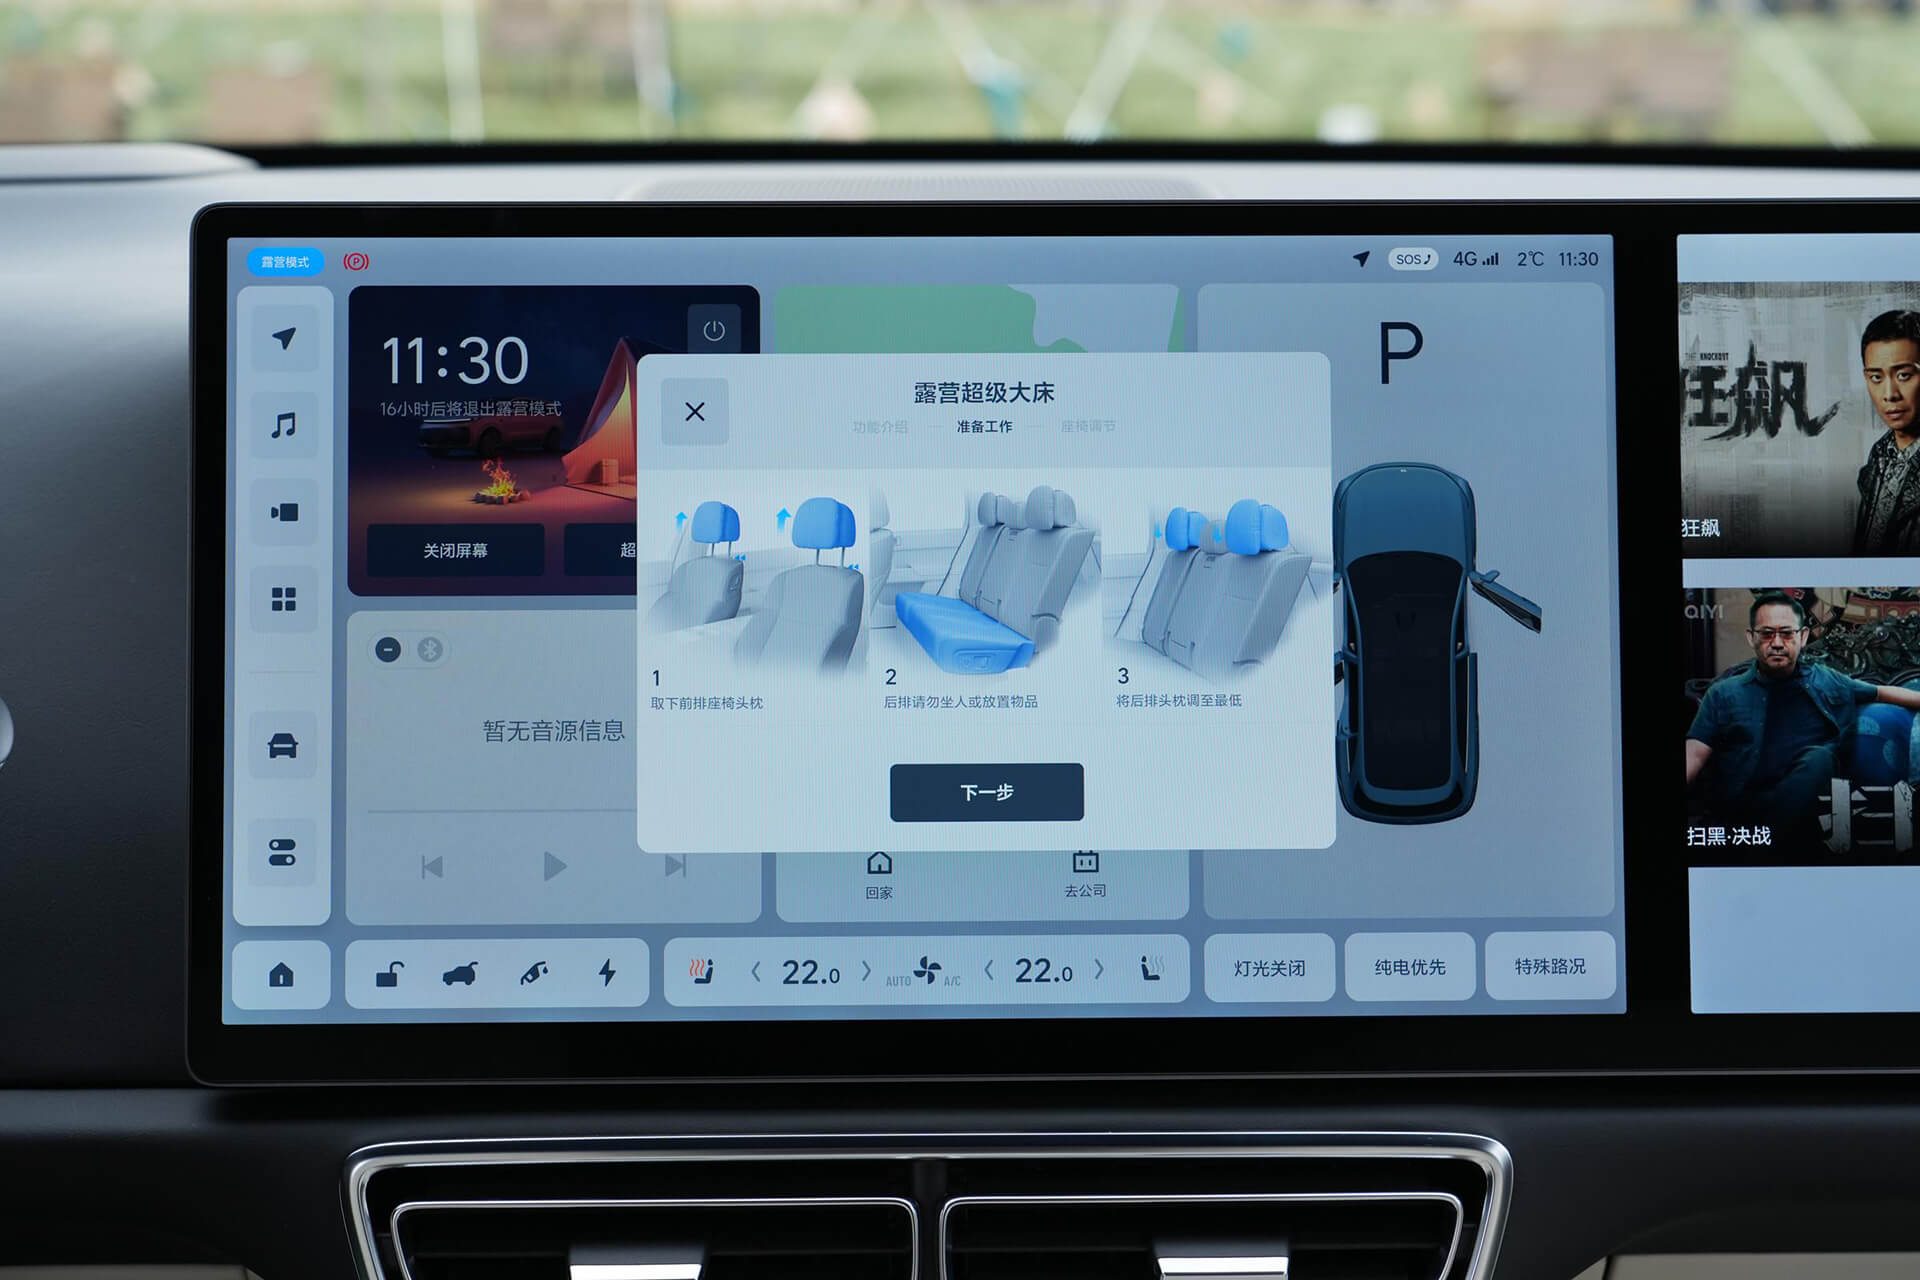 露营模式
SOS
4G
2℃
11:30
11:30
16小时后将退出露营模式
关闭屏幕
超
P
露营超级大床
功能介绍
准备工作
座椅调节
1
取下前排座椅头枕
2
后排请勿坐人或放置物品
3
将后排头枕调至最低
下一步
暂无音源信息
回家
去公司
22.0
AUTO
A/C
22.0
灯光关闭
纯电优先
特殊路况
THE KNOCKOUT
狂飙
狂飙
QIYI
扫
扫黑·决战